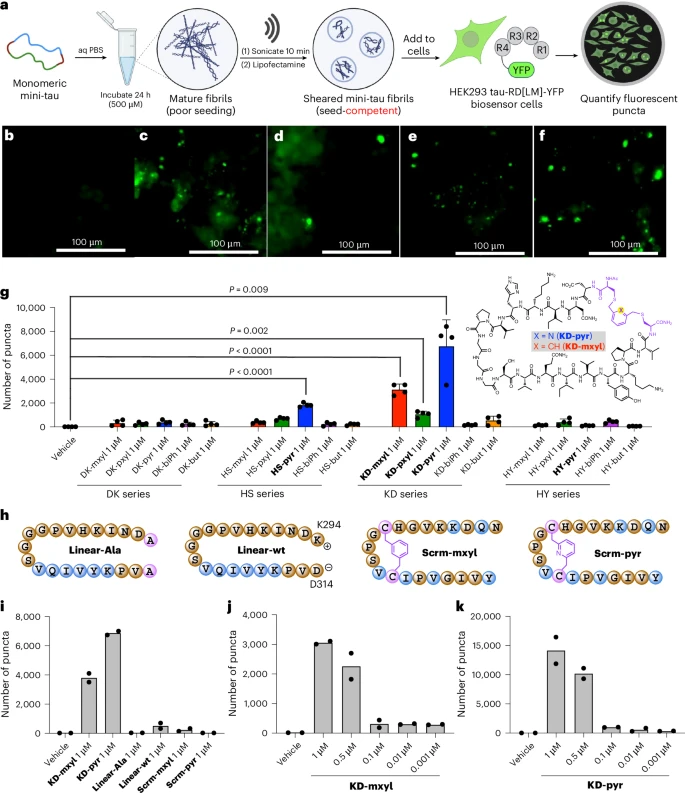 a
Monomeric
mini-tau
aq PBS
Incubate 24 h
(500 μM)
Mature fibrils
(poor seeding)
(1) Sonicate 10 min
(2) Lipofectamine
Sheared mini-tau fibrils
(seed-competent)
Add to
cells
R4 R3 R2 R1
YFP
HEK293 tau-RD[LM]-YFP
biosensor cells
Quantify fluorescent
puncta
b c d e f
100 μm 100 μm 100 μm 100 μm 100 μm
g
Number of puncta
10,000
8,000
6,000
4,000
2,000
0
P = 0.009
P = 0.002
P < 0.0001
P < 0.0001
X = N (KD-pyr)
X = CH (KD-mxyl)
Vehicle
DK-mxyl 1 μM
DK-pxyl 1 μM
DK-pyr 1 μM
DK-biPh 1 μM
DK-but 1 μM
HS-mxyl 1 μM
HS-pxyl 1 μM
HS-pyr 1 μM
HS-biPh 1 μM
HS-but 1 μM
KD-mxyl 1 μM
KD-pxyl 1 μM
KD-pyr 1 μM
KD-biPh 1 μM
KD-but 1 μM
HY-mxyl 1 μM
HY-pxyl 1 μM
HY-pyr 1 μM
HY-biPh 1 μM
HY-but 1 μM
DK series HS series KD series HY series
h
G G P V H K I N D A
G
S
V Q I V Y K P V A
Linear-Ala
G G P V H K I N D K
G
S
V Q I V Y K P V D
Linear-wt
K294
D314
C H G V K K D Q N
G
P
S
V C I P V G I V Y
Scrm-mxyl
C H G V K K D Q N
G
P
S
V C I P V G I V Y
Scrm-pyr
i
Number of puncta
8,000
6,000
4,000
2,000
0
Vehicle
KD-mxyl 1 μM
KD-pyr 1 μM
Linear-Ala 1 μM
Linear-wt 1 μM
Scrm-mxyl 1 μM
Scrm-pyr 1 μM
j
Number of puncta
4,000
3,000
2,000
1,000
0
Vehicle
1 μM
0.5 μM
0.1 μM
0.01 μM
0.001 μM
KD-mxyl
k
Number of puncta
15,000
10,000
5,000
0
Vehicle
1 μM
0.5 μM
0.1 μM
0.01 μM
0.001 μM
KD-pyr